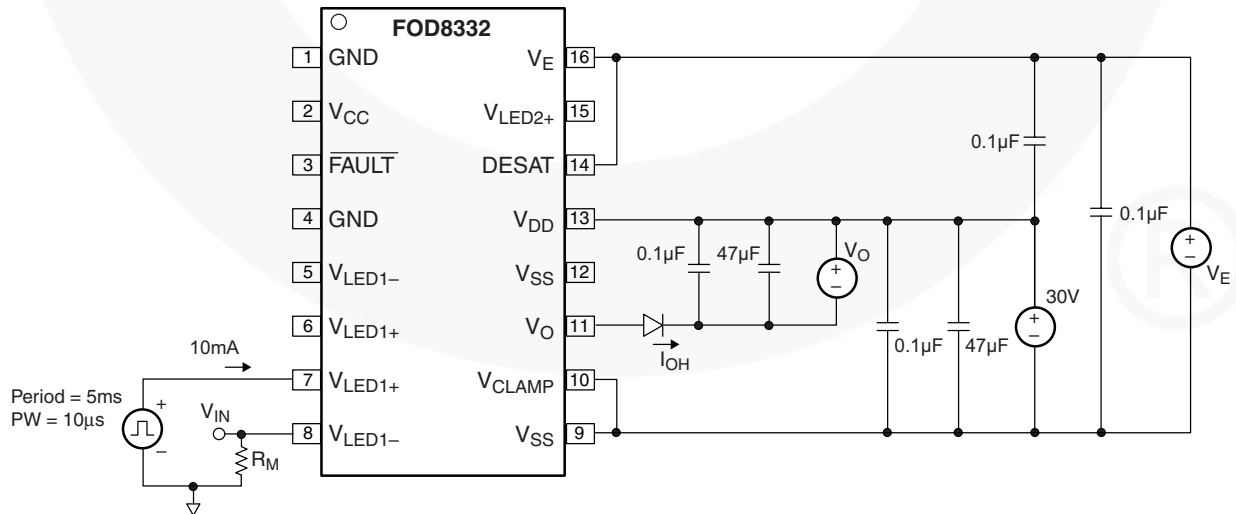 FOD8332
1 GND
2 VCC
3 FAULT
4 GND
5 VLED1–
6 VLED1+
7 VLED1+
8 VLED1–
VE 16
VLED2+ 15
DESAT 14
VDD 13
VSS 12
VO 11
VCLAMP 10
VSS 9
10mA
Period = 5ms
PW = 10μs
+
–
VIN
RM
IOH
0.1μF
47μF
+
–
VO
0.1μF
47μF
30V
+
–
0.1μF
0.1μF
+
–
VE
®